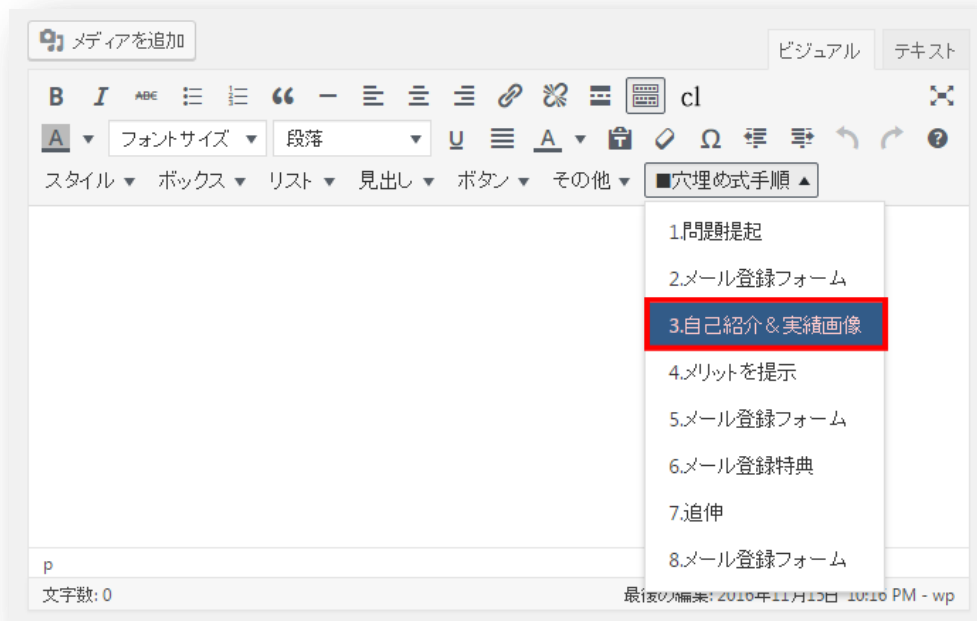 メディアを追加
ビジュアル テキスト
B I ABE cl
A フォントサイズ 段落 U A Ω
スタイル ボックス リスト 見出し ボタン その他 ■穴埋め式手順
1.問題提起
2.メール登録フォーム
3.自己紹介&実績画像
4.メリットを提示
5.メール登録フォーム
6.メール登録特典
7.追伸
8.メール登録フォーム
p
文字数: 0 最後の編集: 2016年11月15日 10:16 PM - wp